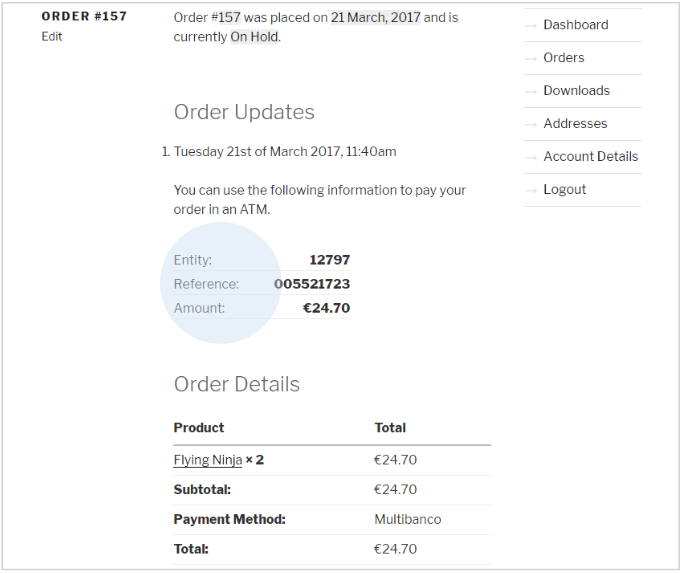 ORDER #157
Edit
Order #157 was placed on 21 March, 2017 and is
currently On Hold.
Order Updates
1. Tuesday 21st of March 2017, 11:40am
You can use the following information to pay your
order in an ATM.
Entity: 12797
Reference: 005521723
Amount: €24.70
Order Details
Product Total
Flying Ninja × 2 €24.70
Subtotal: €24.70
Payment Method: Multibanco
Total: €24.70
Dashboard
Orders
Downloads
Addresses
Account Details
Logout